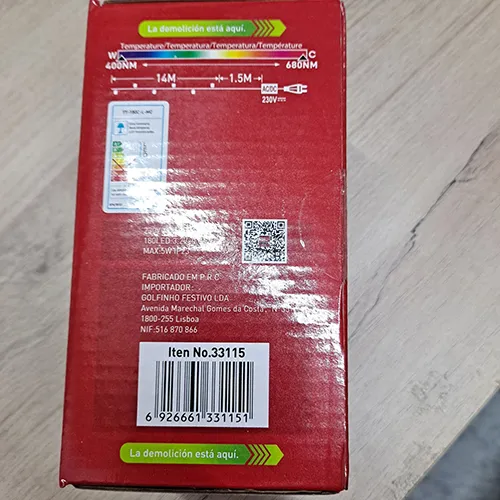 La demolición está aquí.
Temperature/Temperatura/Temperatura/Température
W C
400NM 680NM
14M 1.5M
AC/DC
230V
180LED
MAX.5W
FABRICADO EM P.R.C
IMPORTADOR:
GOLFINHO FESTIVO LDA
Avenida Marechal Gomes da Costa,
1800-255 Lisboa
NIF:516 870 866
Iten No.33115
6 926661 331151
La demolición está aquí.